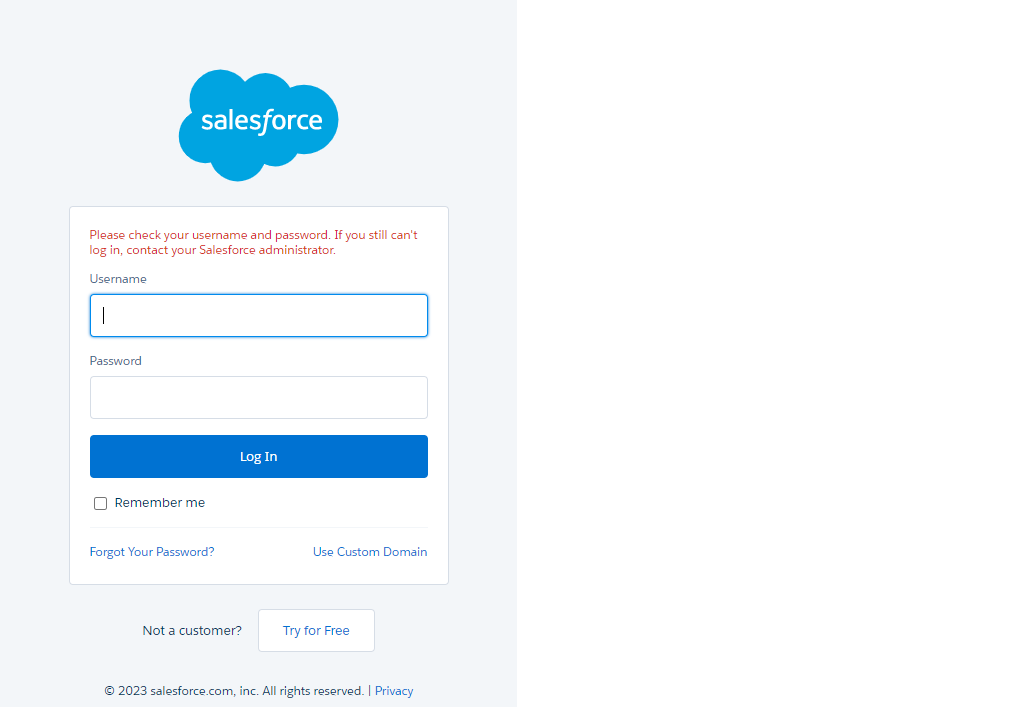 salesforce
Please check your username and password. If you still can't
log in, contact your Salesforce administrator.
Username
Password
Log In
Remember me
Forgot Your Password?
Use Custom Domain
Not a customer?
Try for Free
© 2023 salesforce.com, inc. All rights reserved. | Privacy